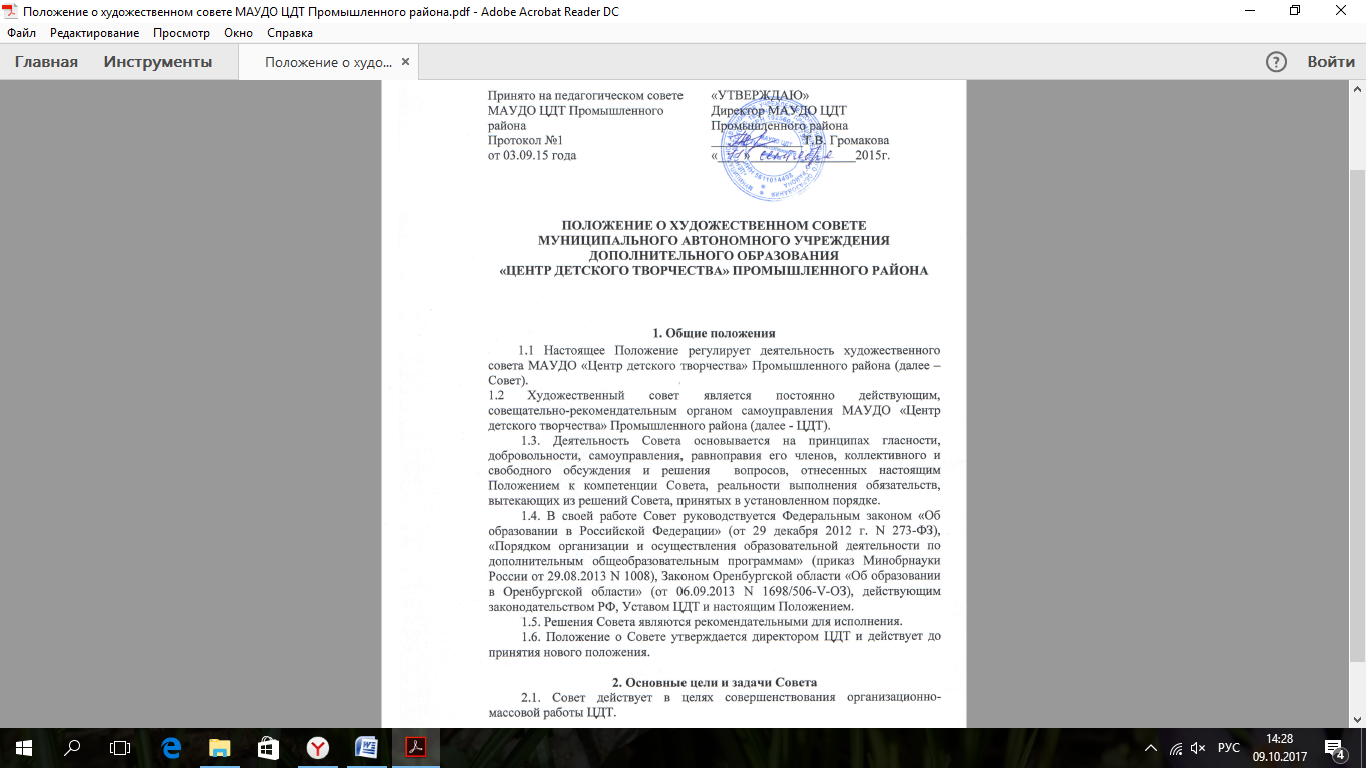 Положение о художественном совете МАУДО ЦДТ Промышленного района.pdf - Adobe Acrobat Reader DC
Файл Редактирование Просмотр Окно Справка
Главная Инструменты Положение о худо... × ? Войти
Принято на педагогическом совете
МАУДО ЦДТ Промышленного
района
Протокол №1
от 03.09.15 года
«УТВЕРЖДАЮ»
Директор МАУДО ЦДТ
Промышленного района
Т.В. Громакова
« » сентября 2015г.
ПОЛОЖЕНИЕ О ХУДОЖЕСТВЕННОМ СОВЕТЕ
МУНИЦИПАЛЬНОГО АВТОНОМНОГО УЧРЕЖДЕНИЯ
ДОПОЛНИТЕЛЬНОГО ОБРАЗОВАНИЯ
«ЦЕНТР ДЕТСКОГО ТВОРЧЕСТВА» ПРОМЫШЛЕННОГО РАЙОНА
1. Общие положения
1.1 Настоящее Положение регулирует деятельность художественного
совета МАУДО «Центр детского творчества» Промышленного района (далее –
Совет).
1.2 Художественный совет является постоянно действующим,
совещательно-рекомендательным органом самоуправления МАУДО «Центр
детского творчества» Промышленного района (далее - ЦДТ).
1.3. Деятельность Совета основывается на принципах гласности,
добровольности, самоуправления, равноправия его членов, коллективного и
свободного обсуждения и решения вопросов, отнесенных настоящим
Положением к компетенции Совета, реальности выполнения обязательств,
вытекающих из решений Совета, принятых в установленном порядке.
1.4. В своей работе Совет руководствуется Федеральным законом «Об
образовании в Российской Федерации» (от 29 декабря 2012 г. N 273-ФЗ),
«Порядком организации и осуществления образовательной деятельности по
дополнительным общеобразовательным программам» (приказ Минобрнауки
России от 29.08.2013 N 1008), Законом Оренбургской области «Об образовании
в Оренбургской области» (от 06.09.2013 N 1698/506-V-ОЗ), действующим
законодательством РФ, Уставом ЦДТ и настоящим Положением.
1.5. Решения Совета являются рекомендательными для исполнения.
1.6. Положение о Совете утверждается директором ЦДТ и действует до
принятия нового положения.
2. Основные цели и задачи Совета
2.1. Совет действует в целях совершенствования организационно-
массовой работы ЦДТ.
РУС
14:28
09.10.2017
4